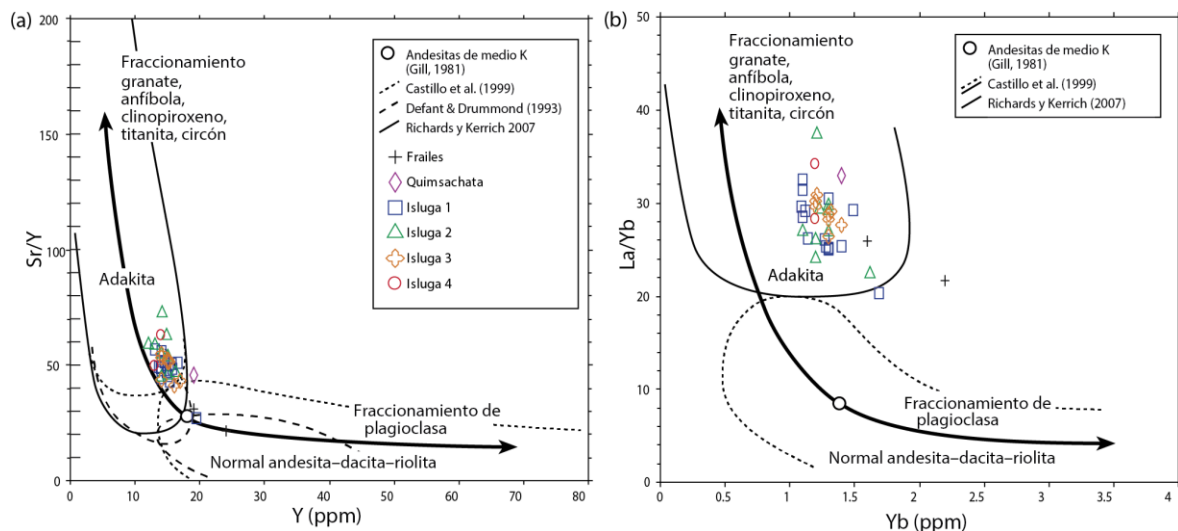 (a)
200
150
100
50
0
Sr/Y
0 10 20 30 40 50 60 70 80
Y (ppm)
Fraccionamiento
granate,
anfíbola,
clinopiroxeno,
titanita, circón
Adakita
Fraccionamiento de
plagioclasa
Normal andesita–dacita–riolita
Andesitas de medio K
(Gill, 1981)
Castillo et al. (1999)
Defant & Drummond (1993)
Richards y Kerrich 2007
Frailes
Quimsachata
Isluga 1
Isluga 2
Isluga 3
Isluga 4
(b)
50
40
30
20
10
0
La/Yb
0 0.5 1 1.5 2 2.5 3 3.5 4
Yb (ppm)
Fraccionamiento
granate,
anfíbola,
clinopiroxeno,
titanita, circón
Adakita
Fraccionamiento de
plagioclasa
Normal andesita–dacita–riolita
Andesitas de medio K
(Gill, 1981)
Castillo et al. (1999)
Richards y Kerrich (2007)